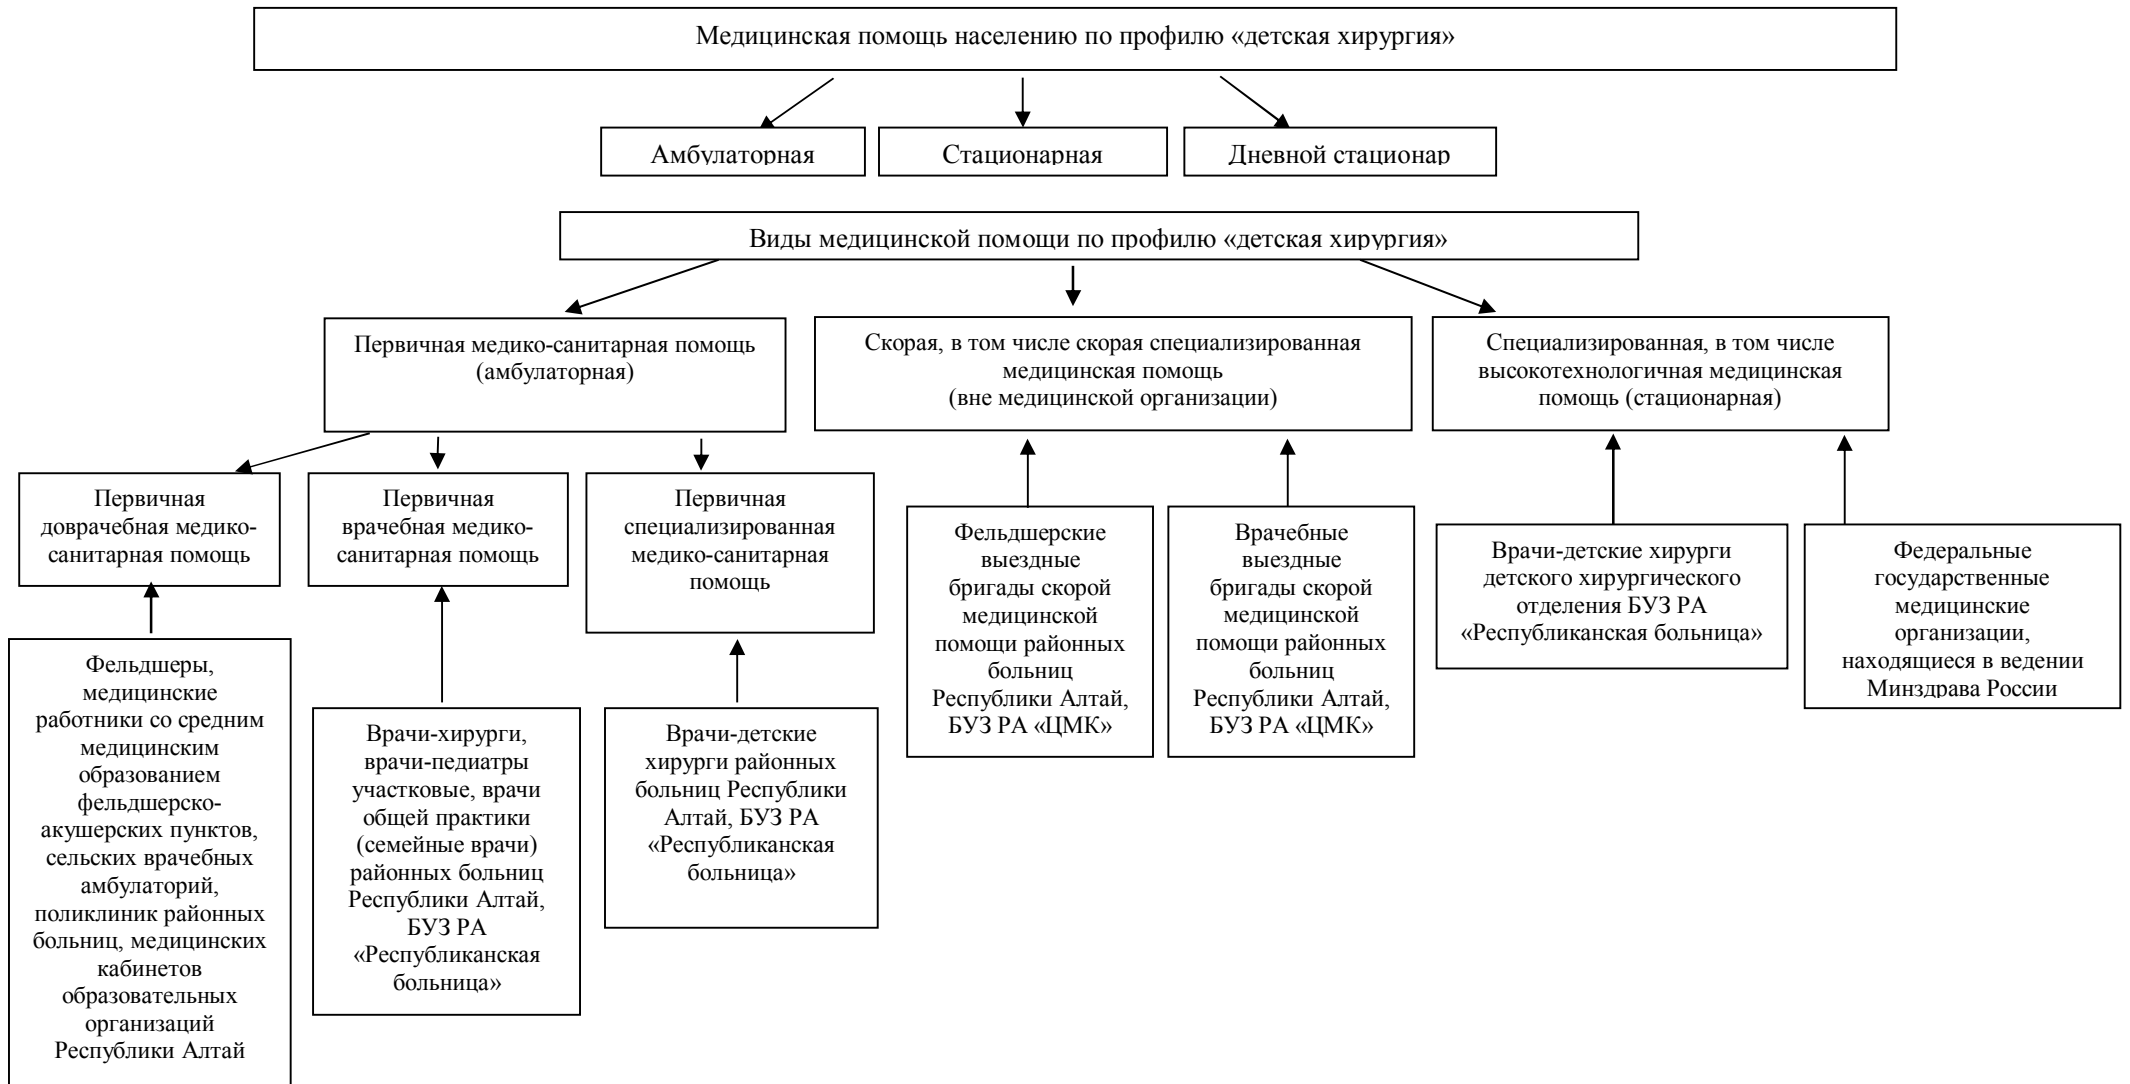 Медицинская помощь населению по профилю «детская хирургия»
Амбулаторная
Стационарная
Дневной стационар
Виды медицинской помощи по профилю «детская хирургия»
Первичная медико-санитарная помощь
(амбулаторная)
Скорая, в том числе скорая специализированная
медицинская помощь
(вне медицинской организации)
Специализированная, в том числе
высокотехнологичная медицинская
помощь (стационарная)
Первичная
доврачебная медико-
санитарная помощь
Первичная
врачебная медико-
санитарная помощь
Первичная
специализированная
медико-санитарная
помощь
Фельдшерские
выездные
бригады скорой
медицинской
помощи районных
больниц
Республики Алтай,
БУЗ РА «ЦМК»
Врачебные
выездные
бригады скорой
медицинской
помощи районных
больниц
Республики Алтай,
БУЗ РА «ЦМК»
Врачи-детские хирурги
детского хирургического
отделения БУЗ РА
«Республиканская больница»
Федеральные
государственные
медицинские
организации,
находящиеся в ведении
Минздрава России
Фельдшеры,
медицинские
работники со средним
медицинским
образованием
фельдшерско-
акушерских пунктов,
сельских врачебных
амбулаторий,
поликлиник районных
больниц, медицинских
кабинетов
образовательных
организаций
Республики Алтай
Врачи-хирурги,
врачи-педиатры
участковые, врачи
общей практики
(семейные врачи)
районных больниц
Республики Алтай,
БУЗ РА
«Республиканская
больница»
Врачи-детские
хирурги районных
больниц Республики
Алтай, БУЗ РА
«Республиканская
больница»